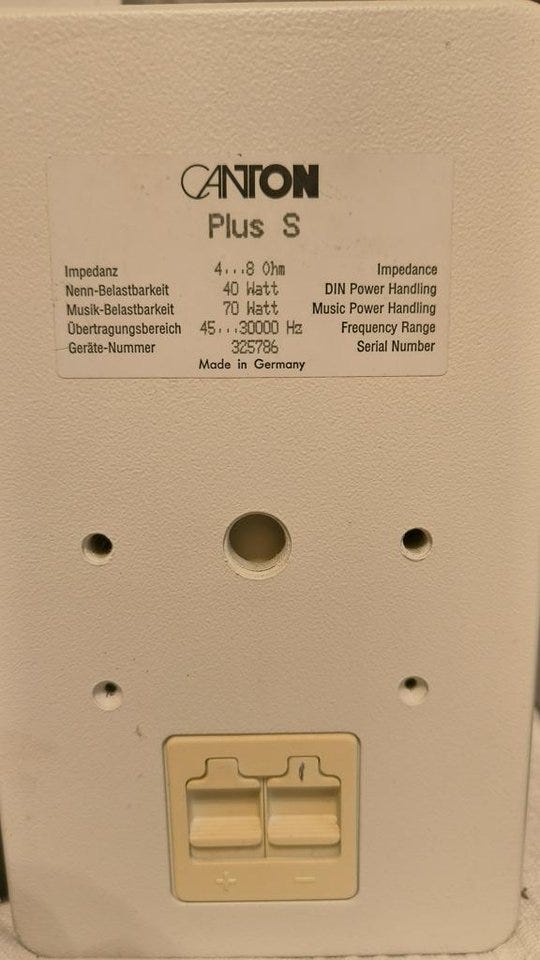 CANTON
Plus S
Impedanz 4...8 Ohm Impedance
Nenn-Belastbarkeit 40 Watt DIN Power Handling
Musik-Belastbarkeit 70 Watt Music Power Handling
Übertragungsbereich 45...30000 Hz Frequency Range
Geräte-Nummer 325786 Serial Number
Made in Germany
+ −